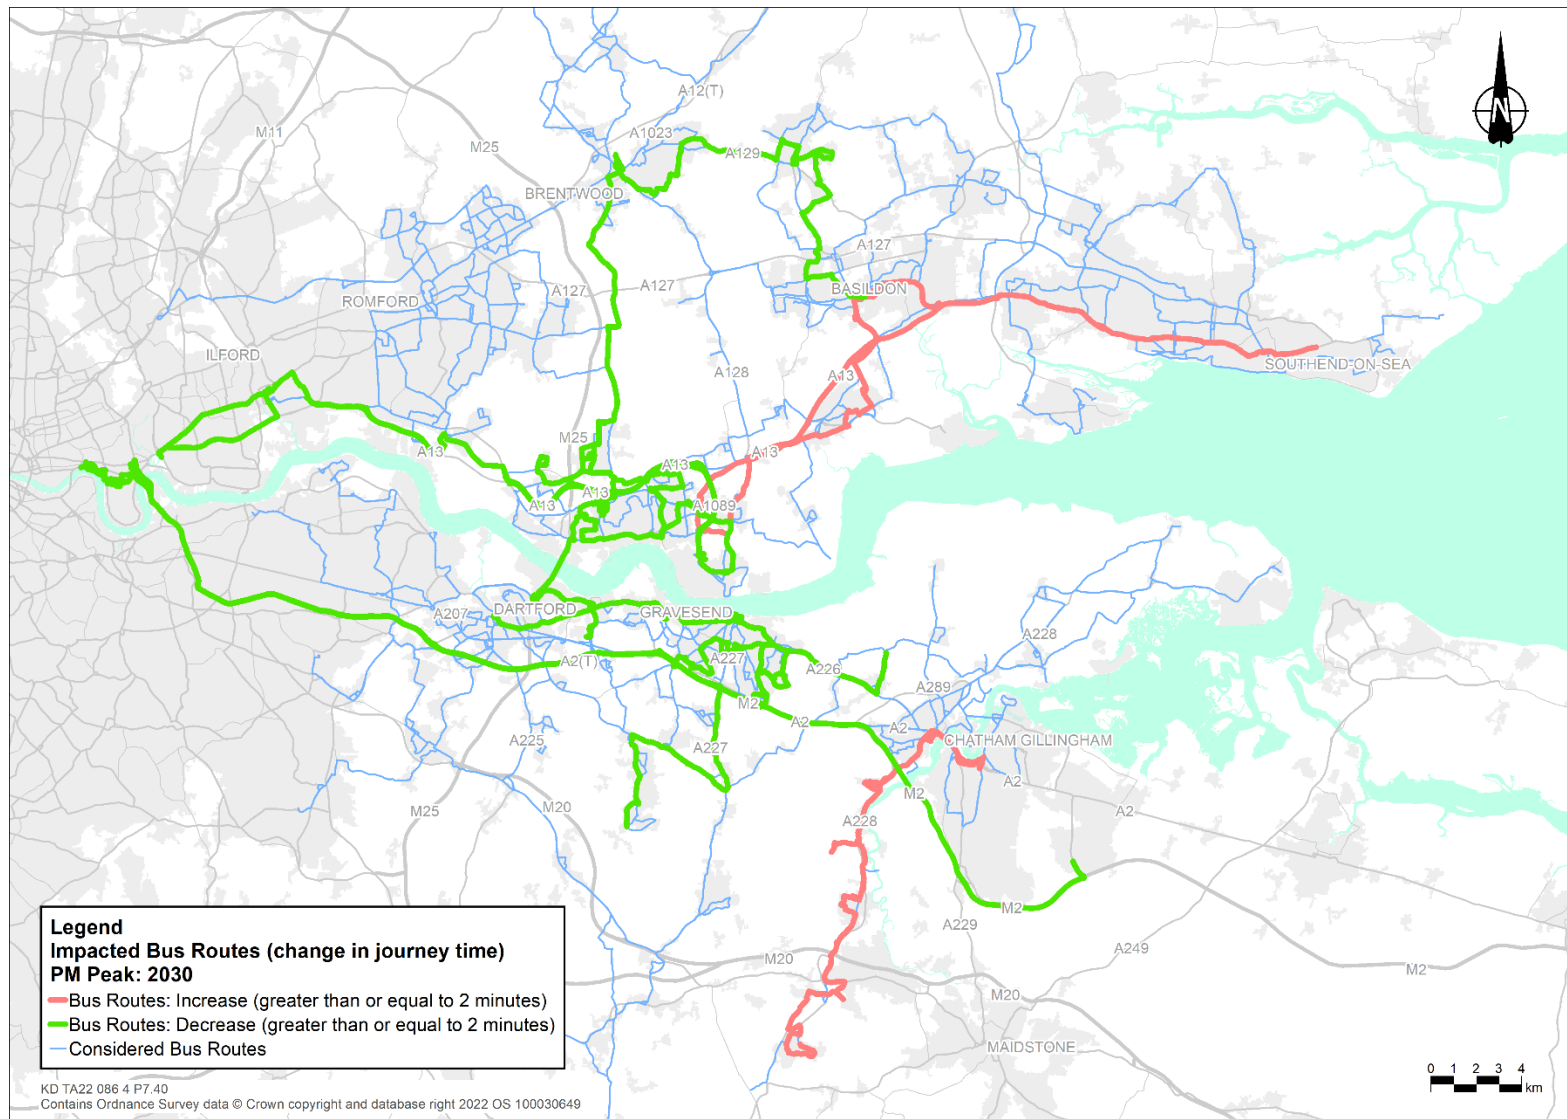 A12(T)
M11
A1023
M25
A129
N
BRENTWOOD
A127
A127
A127
BASILDON
ROMFORD
ILFORD
A128
A13
SOUTHEND-ON-SEA
M25
A13
A13
A13
A13
A13
A1089
DARTFORD
GRAVESEND
A207
A228
A2(T)
A227
A226
A289
M2
A2
A2
A225
A227
CHATHAM GILLINGHAM
A2
M2
M25
M20
A228
A2
M2
A229
A249
M20
M2
M20
MAIDSTONE
Legend
Impacted Bus Routes (change in journey time)
PM Peak: 2030
Bus Routes: Increase (greater than or equal to 2 minutes)
Bus Routes: Decrease (greater than or equal to 2 minutes)
Considered Bus Routes
0 1 2 3 4
km
KD TA22 086 4 P7.40
Contains Ordnance Survey data © Crown copyright and database right 2022 OS 100030649